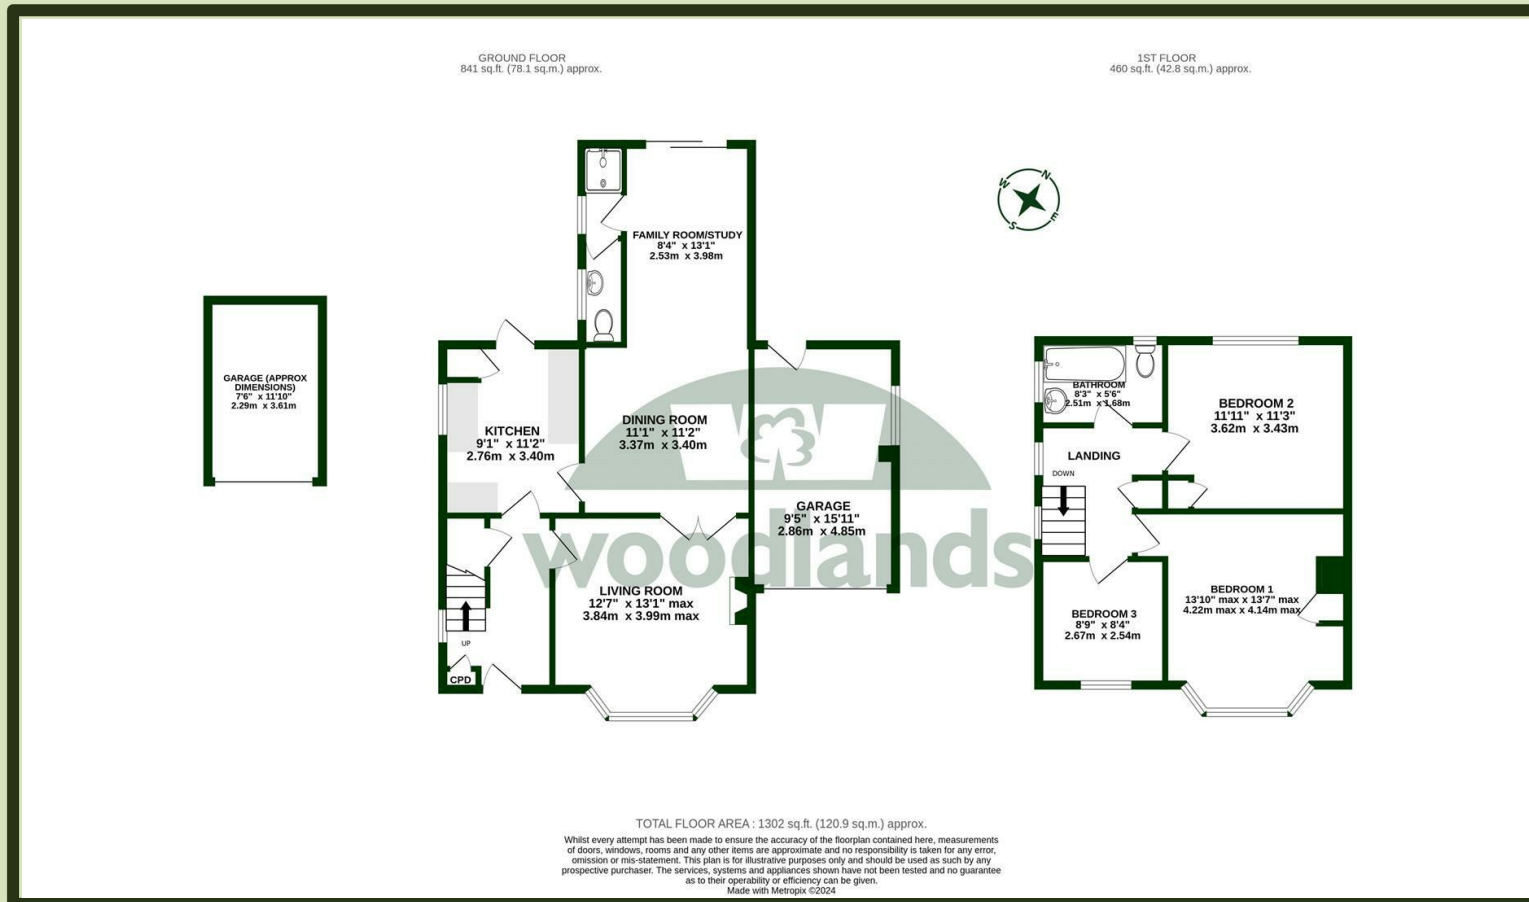 GROUND FLOOR
841 sq.ft. (78.1 sq.m.) approx.
1ST FLOOR
460 sq.ft. (42.8 sq.m.) approx.
N
W
E
S
FAMILY ROOM/STUDY
8'4" x 13'1"
2.53m x 3.98m
GARAGE (APPROX
DIMENSIONS)
7'6" x 11'10"
2.29m x 3.61m
KITCHEN
9'1" x 11'2"
2.76m x 3.40m
DINING ROOM
11'1" x 11'2"
3.37m x 3.40m
GARAGE
9'5" x 15'11"
2.86m x 4.85m
woodlands
LIVING ROOM
12'7" x 13'1" max
3.84m x 3.99m max
UP
CPD
BATHROOM
8'3" x 5'6"
2.51m x 1.68m
BEDROOM 2
11'11" x 11'3"
3.62m x 3.43m
LANDING
DOWN
BEDROOM 1
13'10" max x 13'7" max
4.22m max x 4.14m max
BEDROOM 3
8'9" x 8'4"
2.67m x 2.54m
TOTAL FLOOR AREA : 1302 sq.ft. (120.9 sq.m.) approx.
Whilst every attempt has been made to ensure the accuracy of the floorplan contained here, measurements
of doors, windows, rooms and any other items are approximate and no responsibility is taken for any error,
omission or mis-statement. This plan is for illustrative purposes only and should be used as such by any
prospective purchaser. The services, systems and appliances shown have not been tested and no guarantee
as to their operability or efficiency can be given.
Made with Metropix ©2024